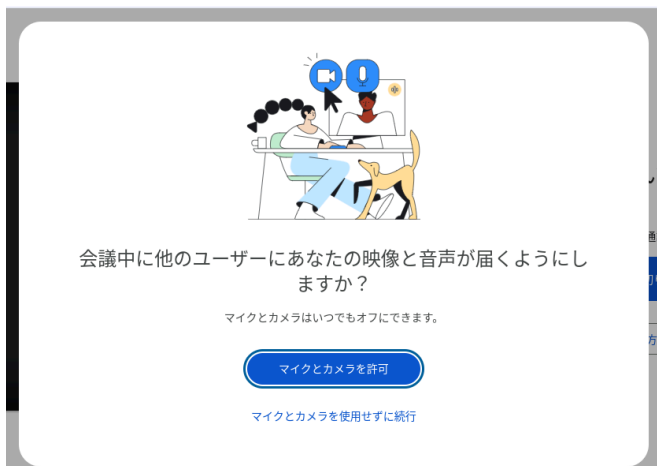 会議中に他のユーザーにあなたの映像と音声が届くようにし
ますか？
マイクとカメラはいつでもオフにできます。
マイクとカメラを許可
マイクとカメラを使用せずに続行
通
方